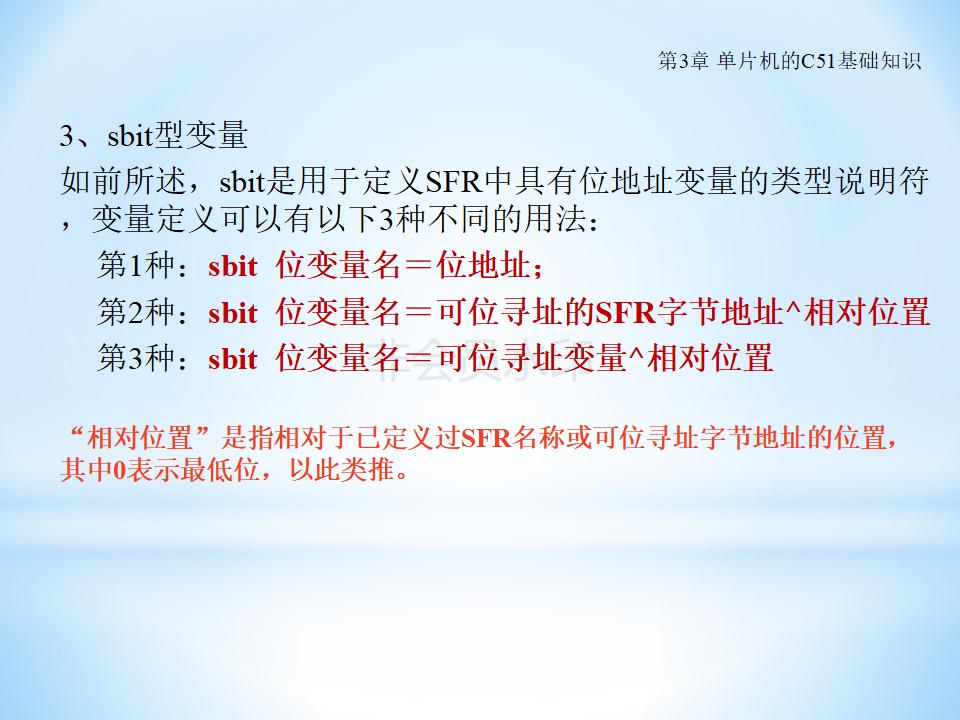 第3章 单片机的C51基础知识
3、sbit型变量
如前所述，sbit是用于定义SFR中具有位地址变量的类型说明符
，变量定义可以有以下3种不同的用法：
第1种：sbit 位变量名＝位地址；
第2种：sbit 位变量名＝可位寻址的SFR字节地址^相对位置
第3种：sbit 位变量名＝可位寻址变量^相对位置
非会员水印
“相对位置”是指相对于已定义过SFR名称或可位寻址字节地址的位置，
其中0表示最低位，以此类推。